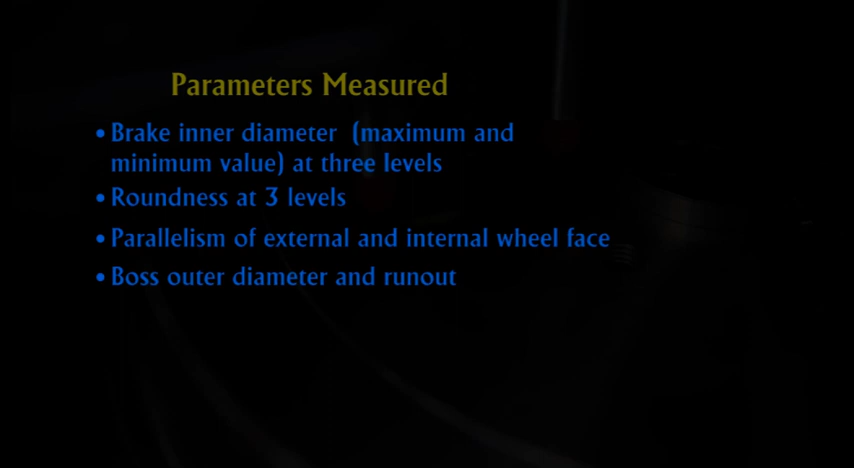 Parameters Measured
• Brake inner diameter (maximum and
minimum value) at three levels
• Roundness at 3 levels
• Parallelism of external and internal wheel face
• Boss outer diameter and runout